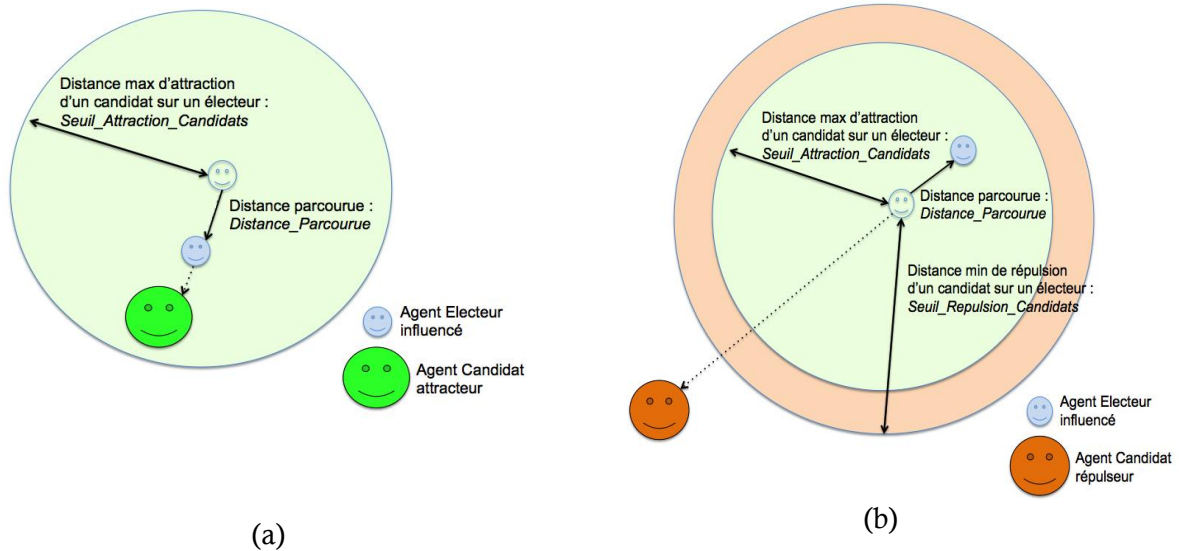 Distance max d'attraction
d'un candidat sur un électeur :
Seuil_Attraction_Candidats
Distance parcourue :
Distance_Parcourue
Agent Electeur
influencé
Agent Candidat
attracteur
(a)
Distance max d'attraction
d'un candidat sur un électeur :
Seuil_Attraction_Candidats
Distance parcourue :
Distance_Parcourue
Distance min de répulsion
d'un candidat sur un électeur :
Seuil_Repulsion_Candidats
Agent Electeur
influencé
Agent Candidat
répulseur
(b)